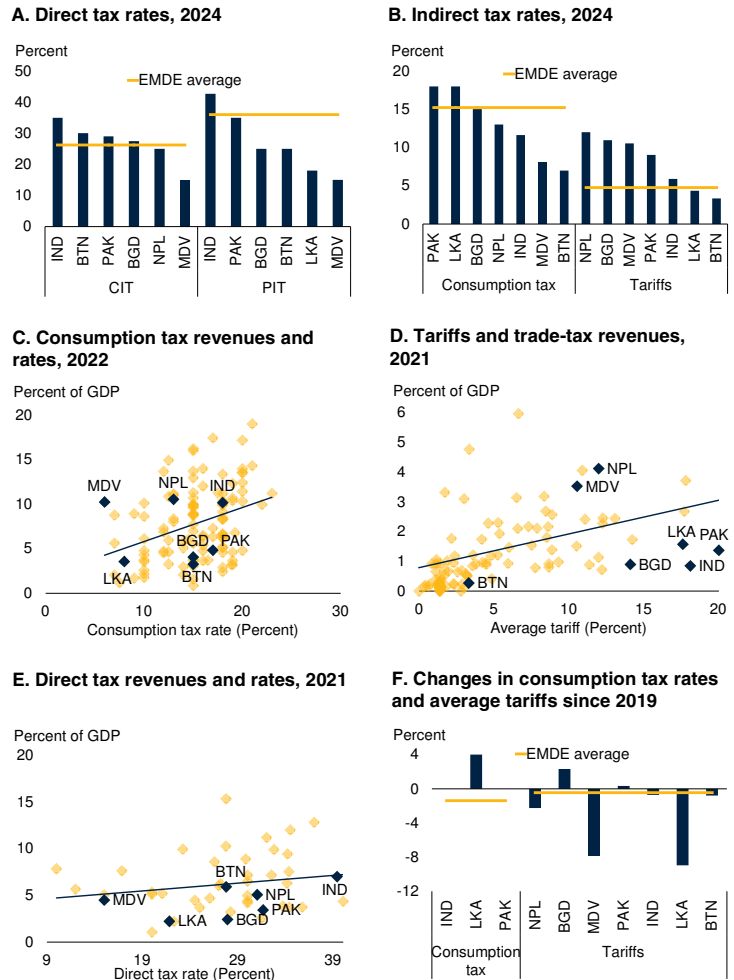 A. Direct tax rates, 2024
Percent
50
40
30
20
10
0
EMDE average
IND BTN PAK BGD NPL MDV IND PAK BGD BTN LKA MDV
CIT PIT
B. Indirect tax rates, 2024
Percent
20
15
10
5
0
EMDE average
PAK LKA BGD NPL IND MDV BTN NPL BGD MDV PAK IND LKA BTN
Consumption tax Tariffs
C. Consumption tax revenues and
rates, 2022
Percent of GDP
20
15
10
5
0
MDV NPL IND
BGD PAK
LKA BTN
0 10 20 30
Consumption tax rate (Percent)
D. Tariffs and trade-tax revenues,
2021
Percent of GDP
6
5
4
3
2
1
0
NPL
MDV
LKA PAK
BGD IND
BTN
0 5 10 15 20
Average tariff (Percent)
E. Direct tax revenues and rates, 2021
Percent of GDP
20
15
10
5
0
BTN
MDV NPL IND
LKA BGD PAK
9 19 29 39
Direct tax rate (Percent)
F. Changes in consumption tax rates
and average tariffs since 2019
Percent
4
0
-4
-8
-12
EMDE average
IND LKA PAK NPL BGD MDV PAK IND LKA BTN
Consumption
tax
Tariffs